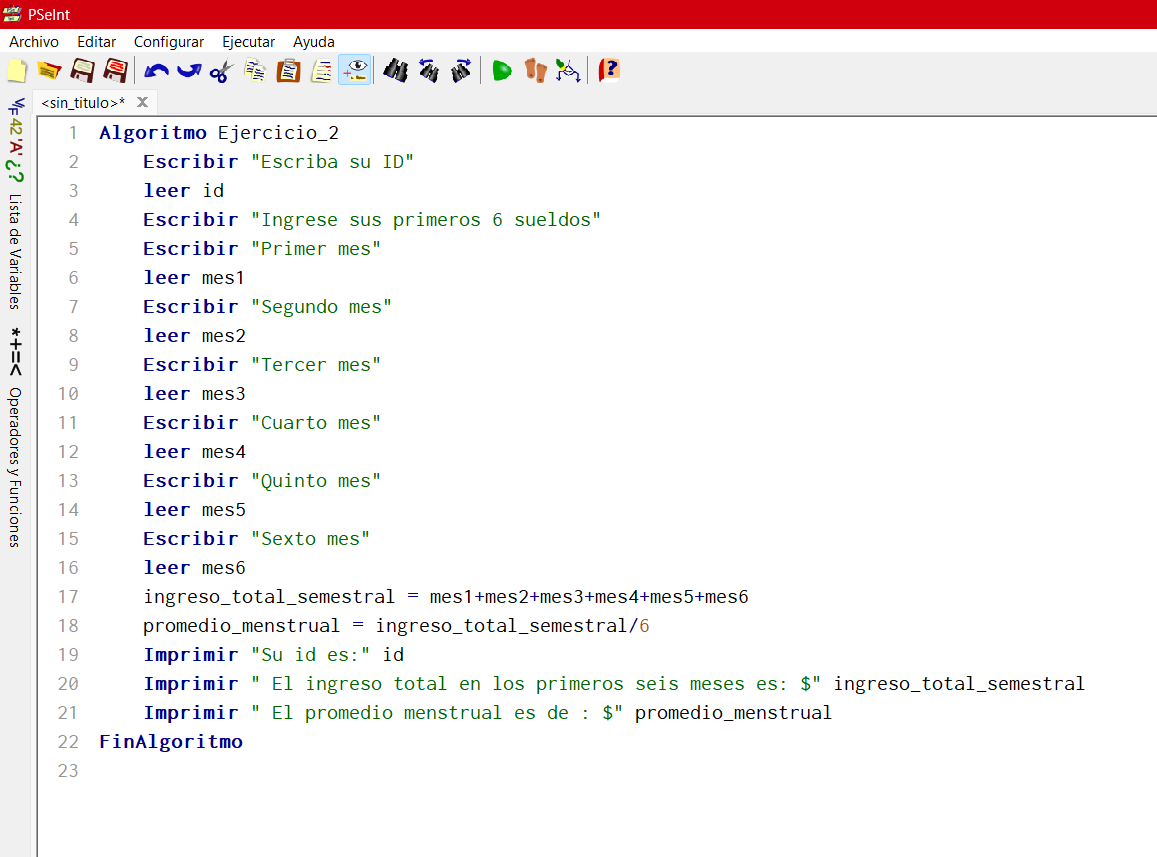 PSeInt
Archivo Editar Configurar Ejecutar Ayuda
<sin_titulo>* X
1 Algoritmo Ejercicio_2
2 Escribir "Escriba su ID"
3 leer id
4 Escribir "Ingrese sus primeros 6 sueldos"
5 Escribir "Primer mes"
6 leer mes1
7 Escribir "Segundo mes"
8 leer mes2
9 Escribir "Tercer mes"
10 leer mes3
11 Escribir "Cuarto mes"
12 leer mes4
13 Escribir "Quinto mes"
14 leer mes5
15 Escribir "Sexto mes"
16 leer mes6
17 ingreso_total_semestral = mes1+mes2+mes3+mes4+mes5+mes6
18 promedio_menstrual = ingreso_total_semestral/6
19 Imprimir "Su id es:" id
20 Imprimir " El ingreso total en los primeros seis meses es: $" ingreso_total_semestral
21 Imprimir " El promedio menstrual es de : $" promedio_menstrual
22 FinAlgoritmo
23
V/F 42 'A' ¿? Lista de Variables
*+=< Operadores y Funciones